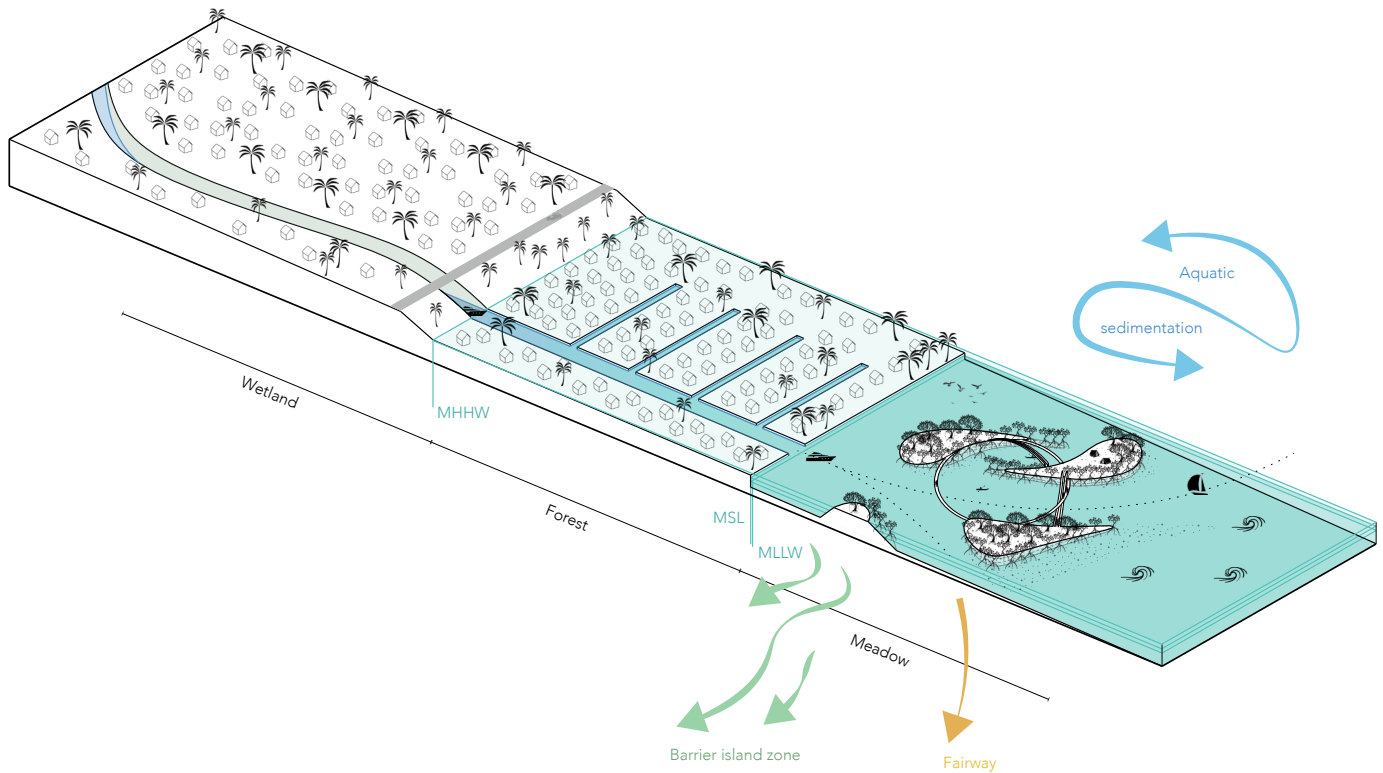 Aquatic
sedimentation
Wetland
MHHW
Forest
MSL
MLLW
Meadow
Barrier island zone
Fairway